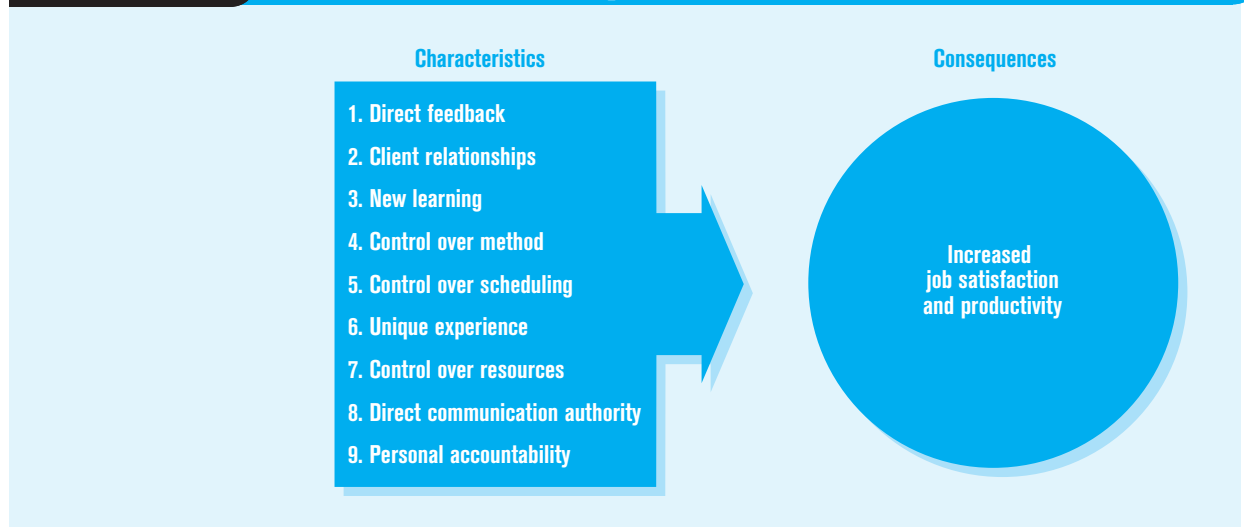 Characteristics
1. Direct feedback
2. Client relationships
3. New learning
4. Control over method
5. Control over scheduling
6. Unique experience
7. Control over resources
8. Direct communication authority
9. Personal accountability
Consequences
Increased
job satisfaction
and productivity